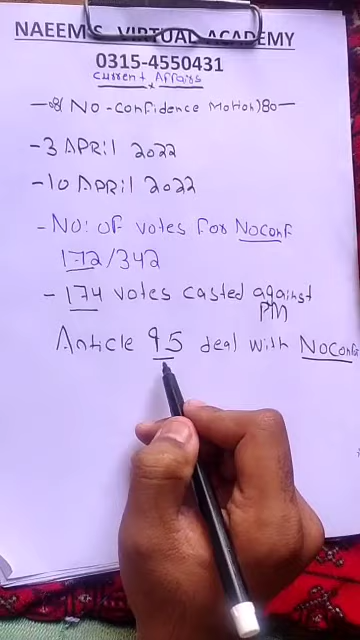 NAEEM'S VIRTUAL ACADEMY
0315-4550431
Current Affairs
(No-Confidence Motion)
- 3 APRil 2022
- 10 APRil 2022
- No: of votes for Noconf
172/342
- 174 votes casted against
PM
Article 95 deal with Noconf